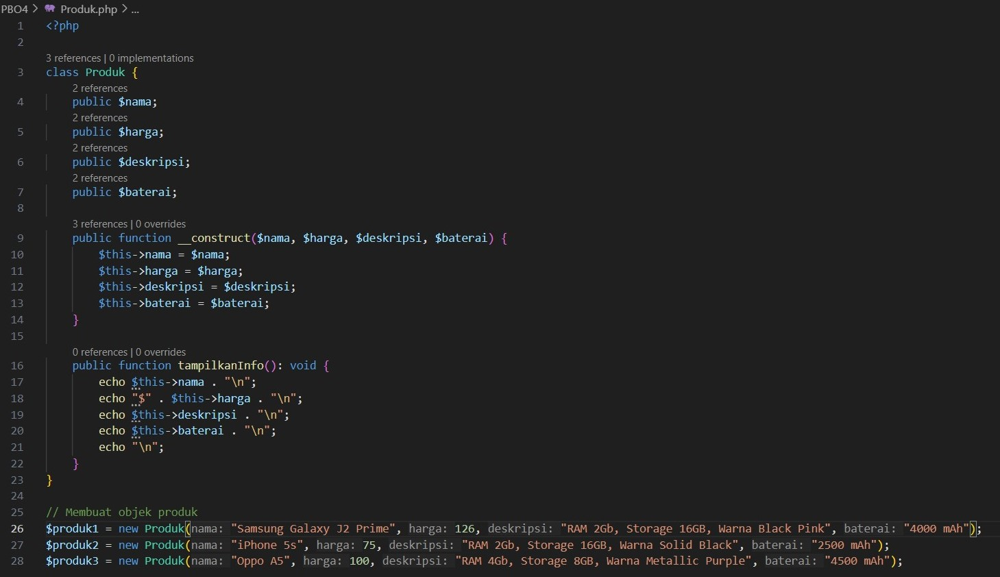 PBO4 > Produk.php > ...
1 <?php
2
3 references | 0 implementations
3 class Produk {
2 references
4 public $nama;
2 references
5 public $harga;
2 references
6 public $deskripsi;
2 references
7 public $baterai;
8
3 references | 0 overrides
9 public function __construct($nama, $harga, $deskripsi, $baterai) {
10 $this->nama = $nama;
11 $this->harga = $harga;
12 $this->deskripsi = $deskripsi;
13 $this->baterai = $baterai;
14 }
15
0 references | 0 overrides
16 public function tampilkanInfo(): void {
17 echo $this->nama . "\n";
18 echo "$" . $this->harga . "\n";
19 echo $this->deskripsi . "\n";
20 echo $this->baterai . "\n";
21 echo "\n";
22 }
23 }
24
25 // Membuat objek produk
26 $produk1 = new Produk(nama: "Samsung Galaxy J2 Prime", harga: 126, deskripsi: "RAM 2Gb, Storage 16GB, Warna Black Pink", baterai: "4000 mAh");
27 $produk2 = new Produk(nama: "iPhone 5s", harga: 75, deskripsi: "RAM 2Gb, Storage 16GB, Warna Solid Black", baterai: "2500 mAh");
28 $produk3 = new Produk(nama: "Oppo A5", harga: 100, deskripsi: "RAM 4Gb, Storage 8GB, Warna Metallic Purple", baterai: "4500 mAh");